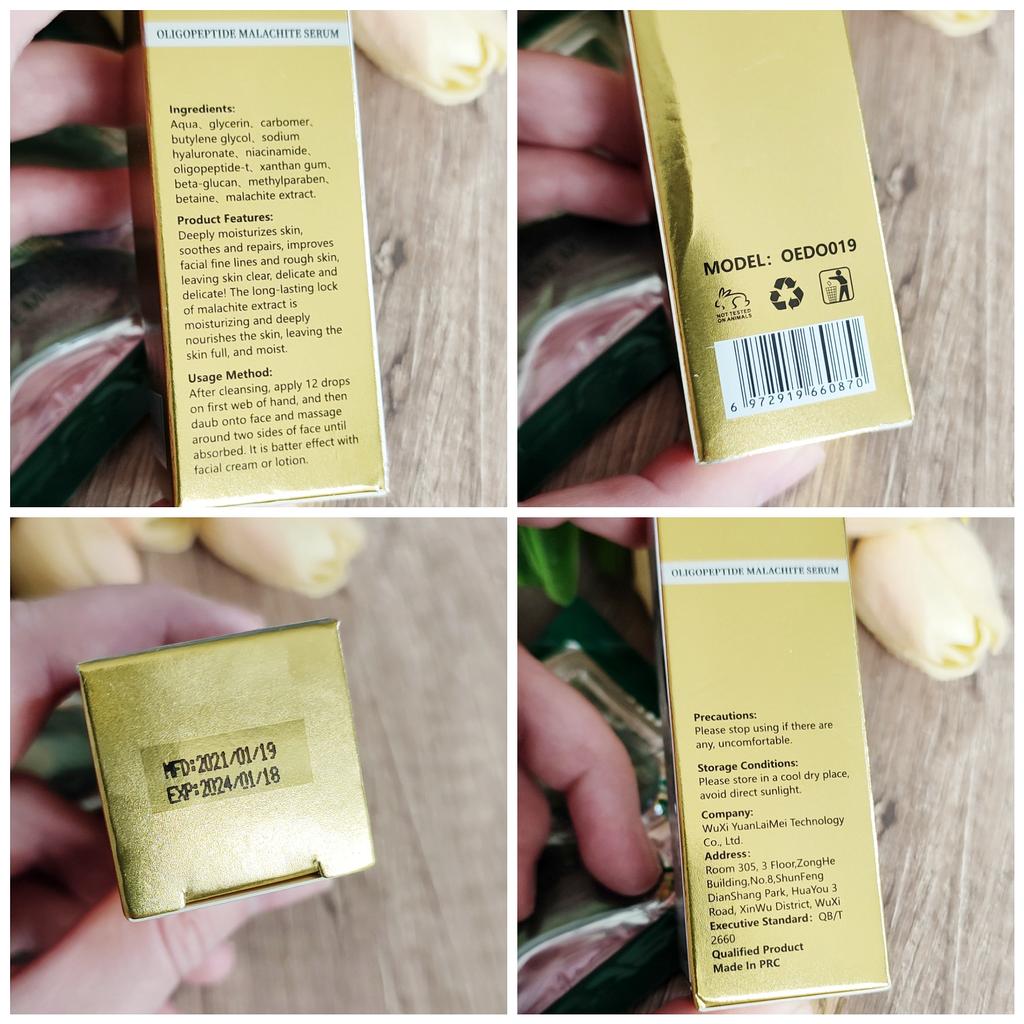 OLIGOPEPTIDE MALACHITE SERUM
Ingredients:
Aqua、glycerin、carbomer、
butylene glycol、sodium
hyaluronate、niacinamide、
oligopeptide-t、xanthan gum、
beta-glucan、methylparaben、
betaine、malachite extract.
Product Features:
Deeply moisturizes skin,
soothes and repairs, improves
facial fine lines and rough skin,
leaving skin clear, delicate and
delicate! The long-lasting lock
of malachite extract is
moisturizing and deeply
nourishes the skin, leaving the
skin full, and moist.
Usage Method:
After cleansing, apply 12 drops
on first web of hand, and then
daub onto face and massage
around two sides of face until
absorbed. It is batter effect with
facial cream or lotion.
MODEL: OEDO019
NOT TESTED
ON ANIMALS
6 972919 660870
MFD:2021/01/19
EXP:2024/01/18
OLIGOPEPTIDE MALACHITE SERUM
Precautions:
Please stop using if there are
any, uncomfortable.
Storage Conditions:
Please store in a cool dry place,
avoid direct sunlight.
Company:
WuXi YuanLaiMei Technology
Co., Ltd.
Address:
Room 305, 3 Floor,ZongHe
Building,No.8,ShunFeng
DianShang Park, HuaYou 3
Road, XinWu District, WuXi
Executive Standard: QB/T
2660
Qualified Product
Made In PRC